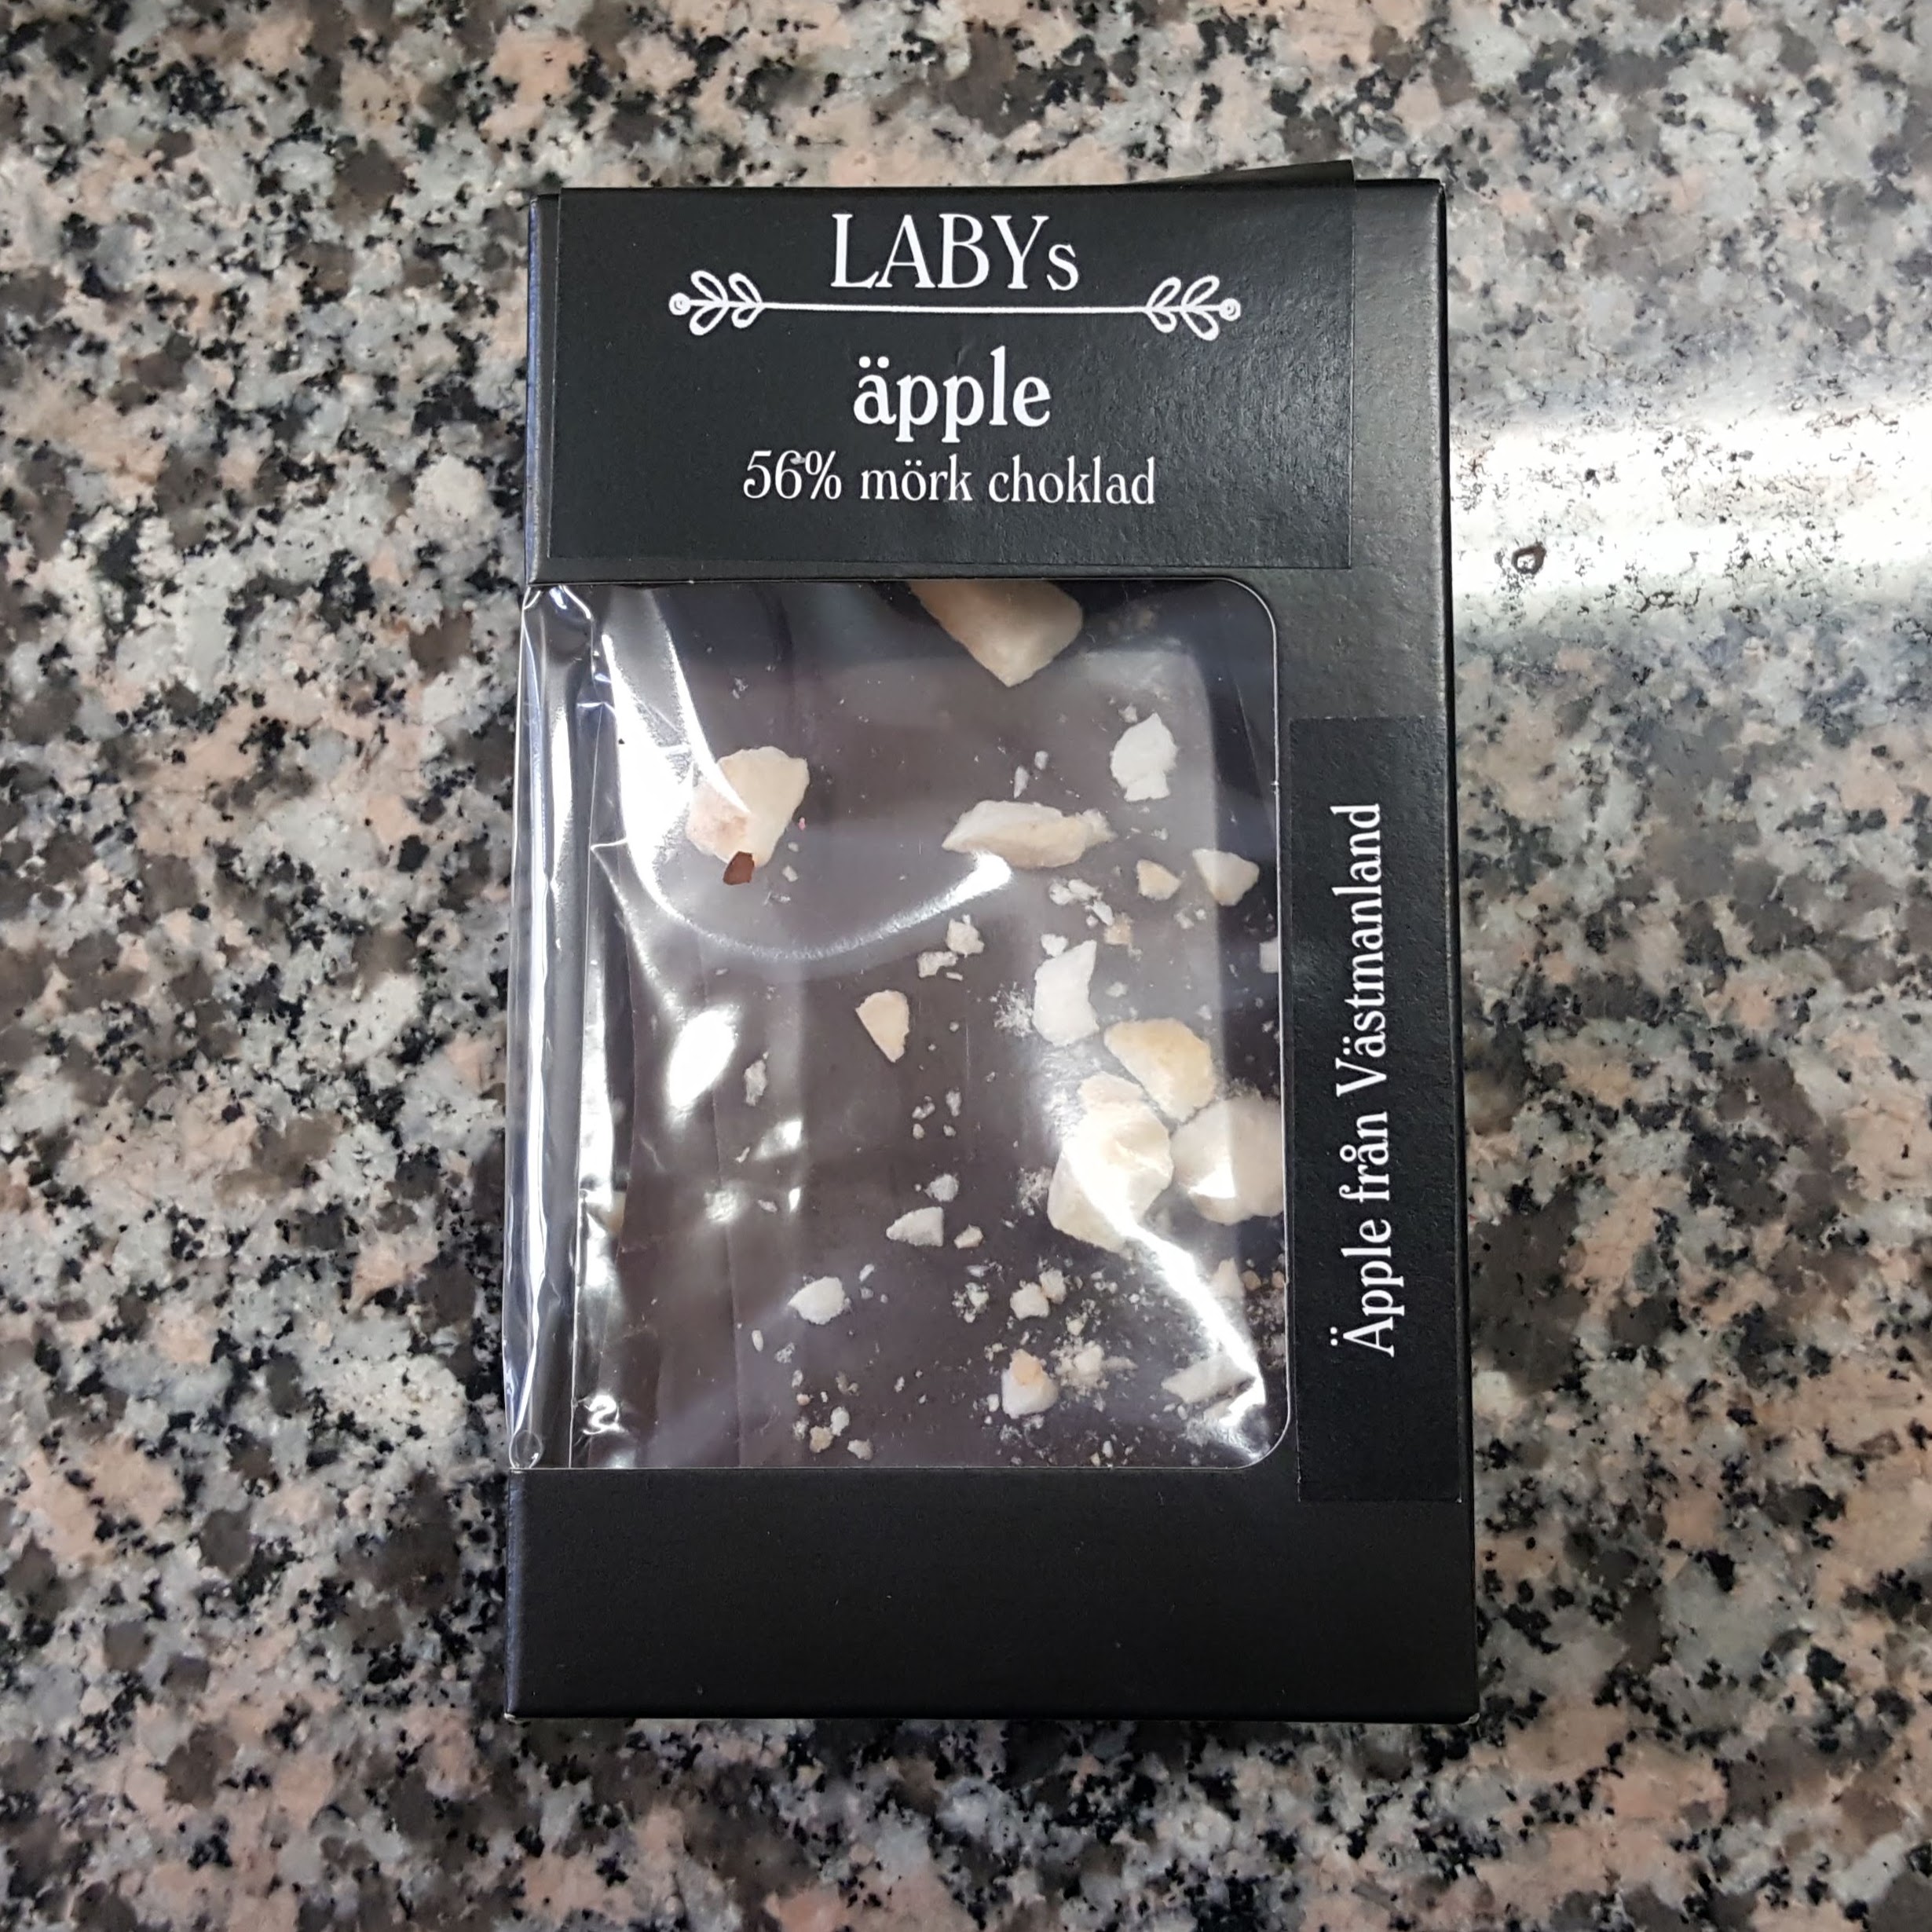 LABYs
äpple
56% mörk choklad
Äpple från Västmanland